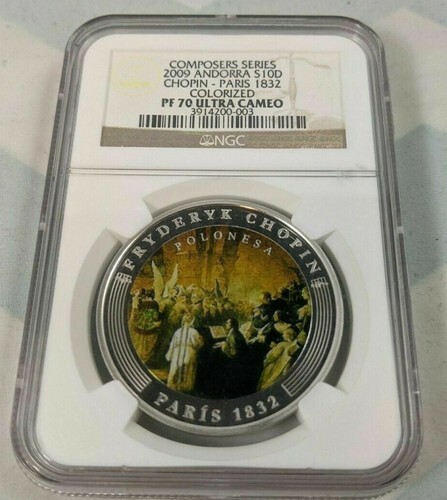 COMPOSERS SERIES
2009 ANDORRA S10D
CHOPIN - PARIS 1832
COLORIZED
PF 70 ULTRA CAMEO
3914200-003
NGC
FRYDERYK CHOPIN
POLONESA
PARÍS 1832